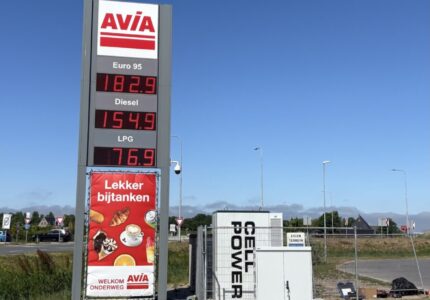 AVIA
Euro 95
182.9
Diesel
154.9
LPG
76.9
Lekker
bijtanken
WELKOM
ONDERWEG
AVIA
CELL
POWER